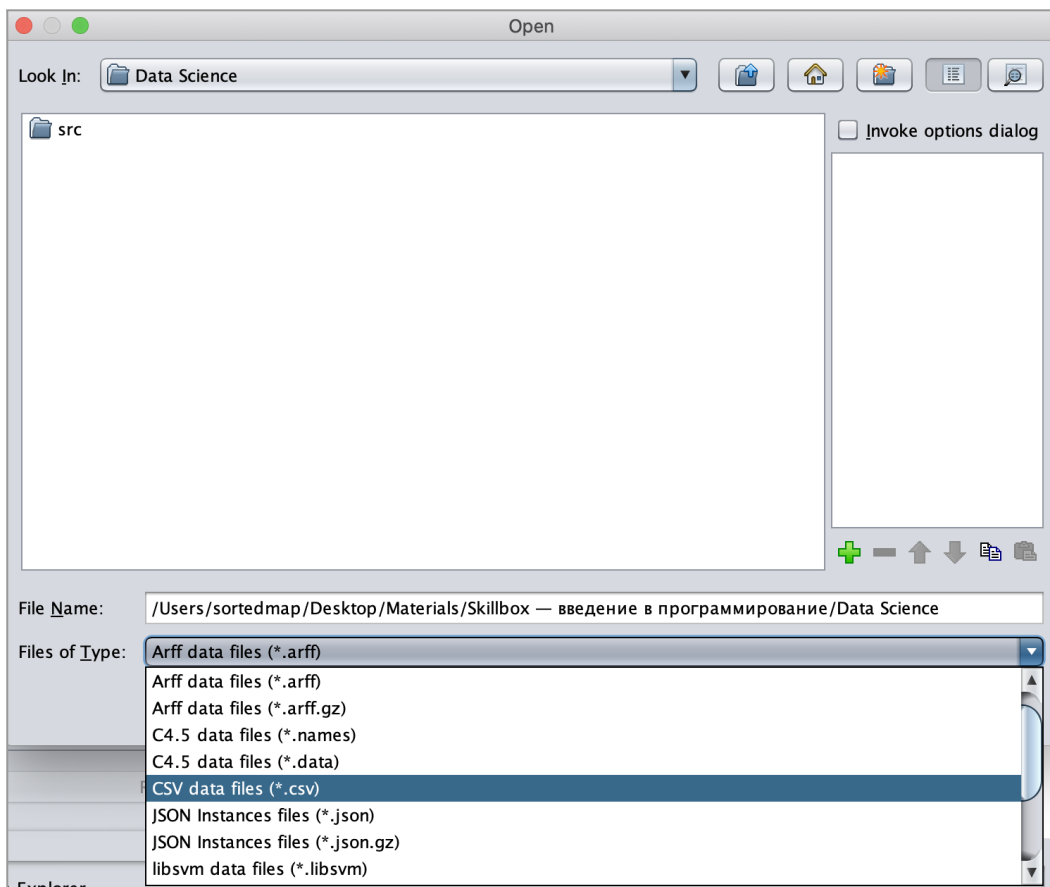 Open
Look In: Data Science
src
Invoke options dialog
File Name: /Users/sortedmap/Desktop/Materials/Skillbox — введение в программирование/Data Science
Files of Type: Arff data files (*.arff)
Arff data files (*.arff)
Arff data files (*.arff.gz)
C4.5 data files (*.names)
C4.5 data files (*.data)
CSV data files (*.csv)
JSON Instances files (*.json)
JSON Instances files (*.json.gz)
libsvm data files (*.libsvm)